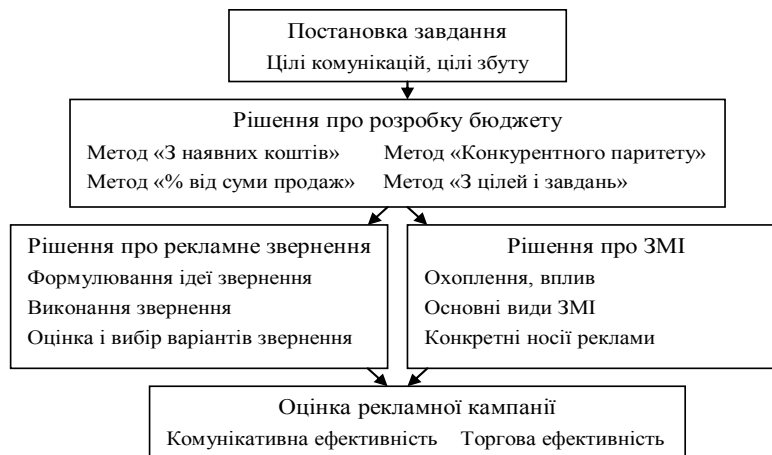 Постановка завдання
Цілі комунікацій, цілі збуту
Рішення про розробку бюджету
Метод «З наявних коштів» Метод «Конкурентного паритету»
Метод «% від суми продаж» Метод «З цілей і завдань»
Рішення про рекламне звернення
Формулювання ідеї звернення
Виконання звернення
Оцінка і вибір варіантів звернення
Рішення про ЗМІ
Охоплення, вплив
Основні види ЗМІ
Конкретні носії реклами
Оцінка рекламної кампанії
Комунікативна ефективність Торгова ефективність